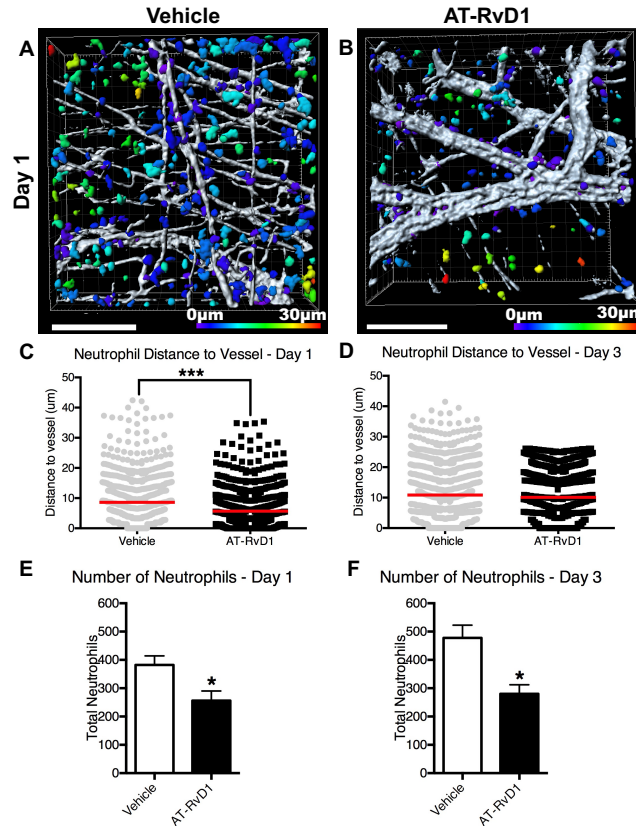 Vehicle
AT-RvD1
A
B
Day 1
0µm
30µm
0µm
30µm
C
Neutrophil Distance to Vessel - Day 1
D
Neutrophil Distance to Vessel - Day 3
***
Distance to vessel (um)
50
40
30
20
10
0
Vehicle
AT-RvD1
Distance to vessel (um)
50
40
30
20
10
0
Vehicle
AT-RvD1
E
Number of Neutrophils - Day 1
F
Number of Neutrophils - Day 3
Total Neutrophils
600
500
400
300
200
100
0
*
Vehicle
AT-RvD1
Total Neutrophils
600
500
400
300
200
100
0
*
Vehicle
AT-RvD1